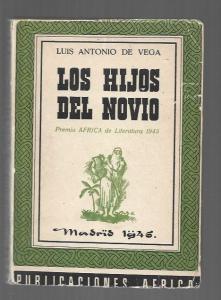 LUIS ANTONIO DE VEGA
LOS HIJOS
DEL NOVIO
Premio AFRICA de Literatura 1945
Madrid 1946.
PUBLICACIONES AFRICA